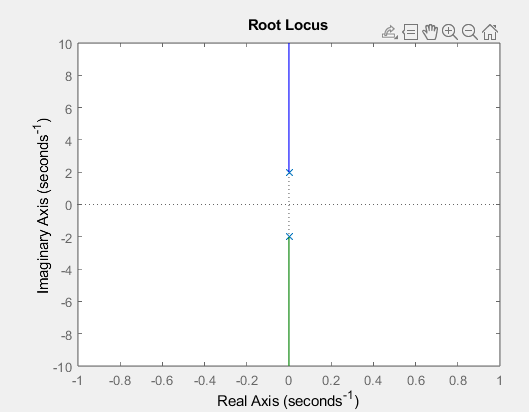 Root Locus
10
8
6
4
2
0
-2
-4
-6
-8
-10
Imaginary Axis (seconds-1)
-1 -0.8 -0.6 -0.4 -0.2 0 0.2 0.4 0.6 0.8 1
Real Axis (seconds-1)